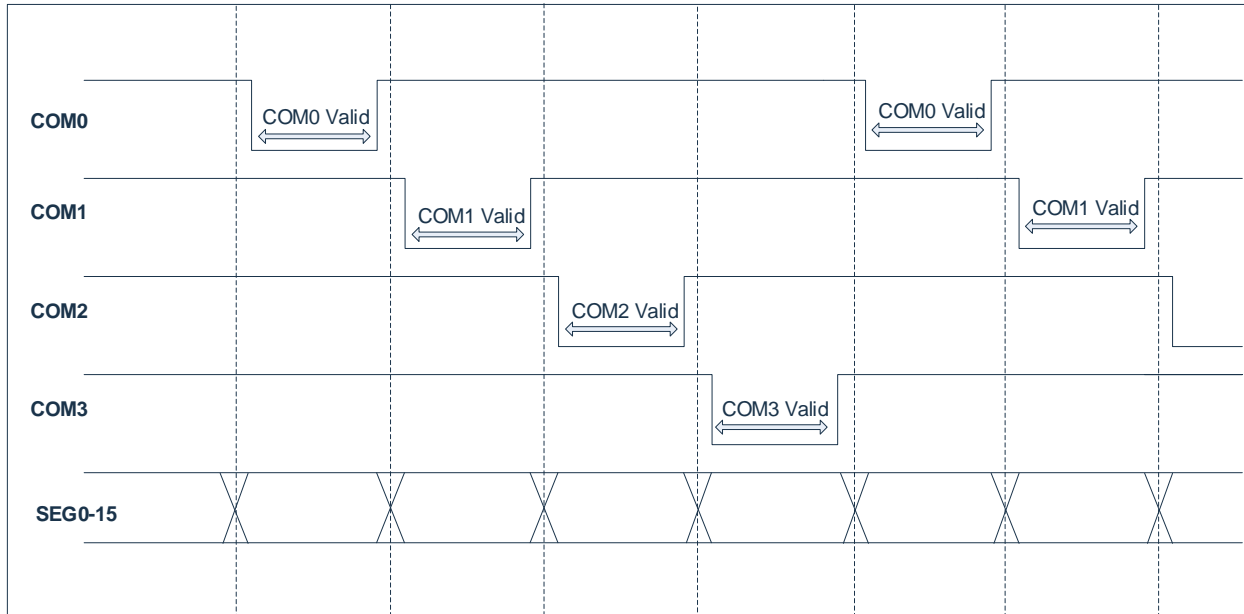 COM0
COM0 Valid
COM0 Valid
COM1
COM1 Valid
COM1 Valid
COM2
COM2 Valid
COM3
COM3 Valid
SEG0-15